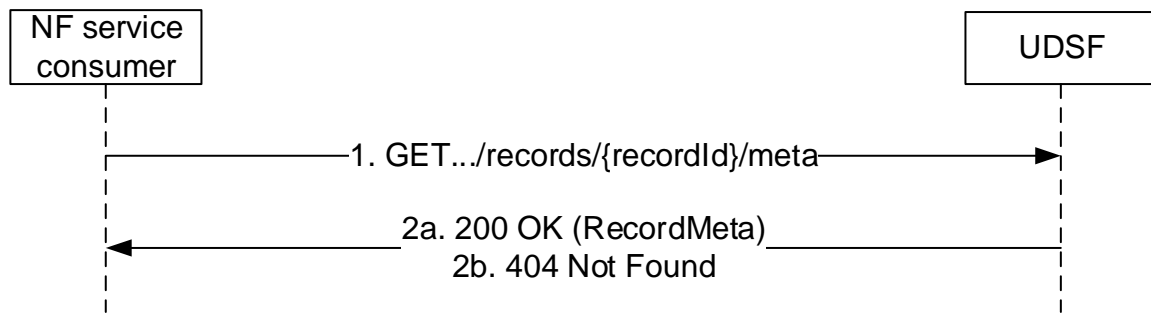 NF service
consumer
UDSF
1. GET.../records/{recordId}/meta
2a. 200 OK (RecordMeta)
2b. 404 Not Found